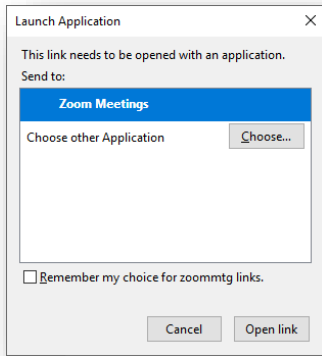 Launch Application
This link needs to be opened with an application.
Send to:
Zoom Meetings
Choose other Application
Choose...
Remember my choice for zoommtg links.
Cancel
Open link